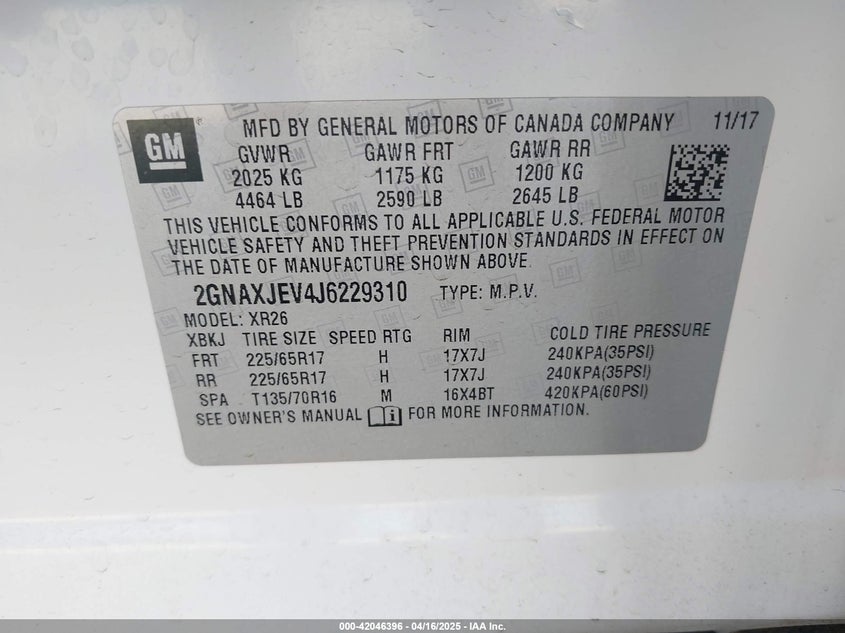 GM ® MFD BY GENERAL MOTORS OF CANADA COMPANY 11/17
GVWR GAWR FRT GAWR RR
2025 KG 1175 KG 1200 KG
4464 LB 2590 LB 2645 LB
THIS VEHICLE CONFORMS TO ALL APPLICABLE U.S. FEDERAL MOTOR
VEHICLE SAFETY AND THEFT PREVENTION STANDARDS IN EFFECT ON
THE DATE OF MANUFACTURE SHOWN ABOVE.
2GNAXJEV4J6229310 TYPE: M.P.V.
MODEL: XR26
XBKJ TIRE SIZE SPEED RTG RIM COLD TIRE PRESSURE
FRT 225/65R17 H 17X7J 240KPA(35PSI)
RR 225/65R17 H 17X7J 240KPA(35PSI)
SPA T135/70R16 M 16X4BT 420KPA(60PSI)
SEE OWNER'S MANUAL FOR MORE INFORMATION.
000-42046396 - 04/16/2025 - IAA Inc.